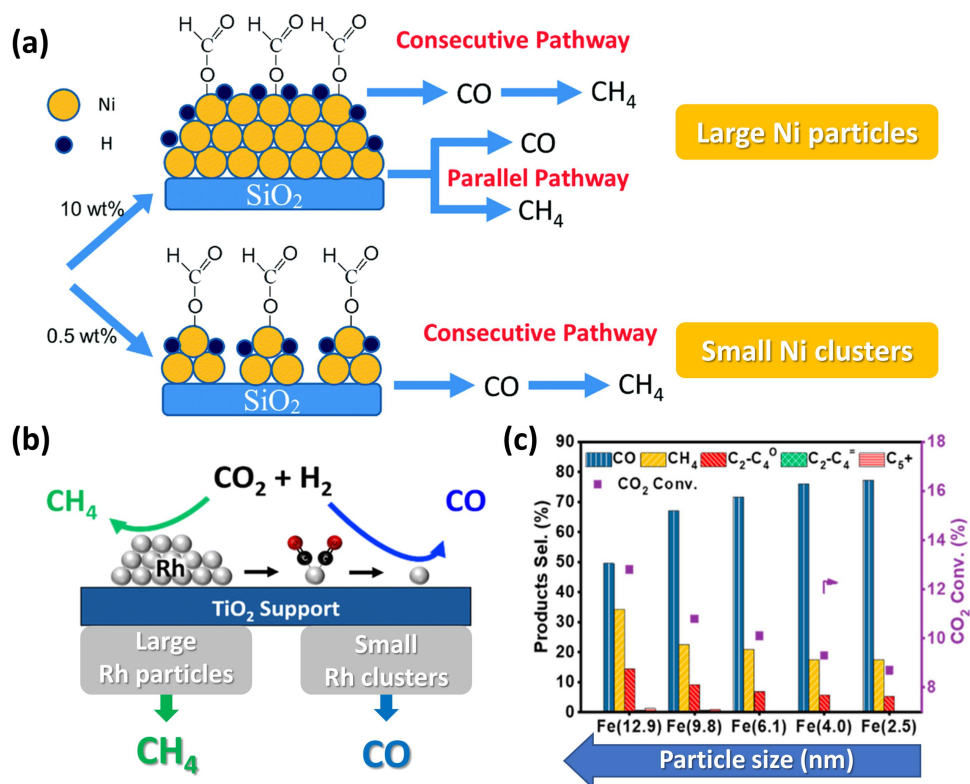 (a)
H
O
C
O
H
O
C
O
H
O
C
O
Consecutive Pathway
CO
CH4
Ni
H
CO
Parallel Pathway
CH4
SiO2
Large Ni particles
10 wt%
0.5 wt%
H
O
C
O
H
O
C
O
H
O
C
O
Consecutive Pathway
CO
CH4
SiO2
Small Ni clusters
(b)
CO2 + H2
CH4
CO
Rh
TiO2 Support
Large
Rh particles
Small
Rh clusters
CH4
CO
(c)
CO
CH4
C2-C4O
C2-C4=
C5+
CO2 Conv.
Products Sel. (%)
90
80
70
60
50
40
30
20
10
0
18
16
14
12
10
8
CO2 Conv. (%)
Fe(12.9)
Fe(9.8)
Fe(6.1)
Fe(4.0)
Fe(2.5)
Particle size (nm)